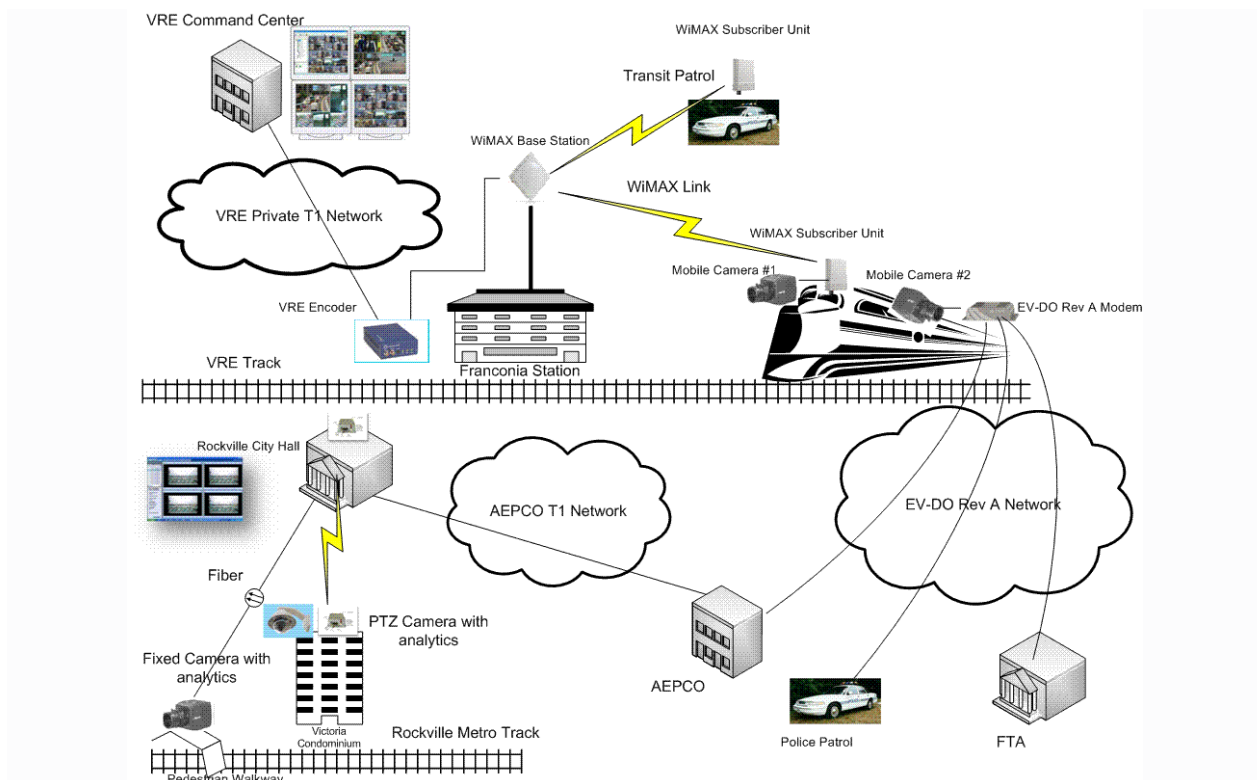 VRE Command Center
WiMAX Subscriber Unit
Transit Patrol
WiMAX Base Station
VRE Private T1 Network
WiMAX Link
WiMAX Subscriber Unit
Mobile Camera #1
Mobile Camera #2
EV-DO Rev A Modem
VRE Encoder
VRE Track
Franconia Station
Rockville City Hall
AEPCO T1 Network
EV-DO Rev A Network
Fiber
PTZ Camera with
analytics
Fixed Camera with
analytics
AEPCO
Victoria
Condominium
Rockville Metro Track
Police Patrol
FTA
Pedestrian Walkway